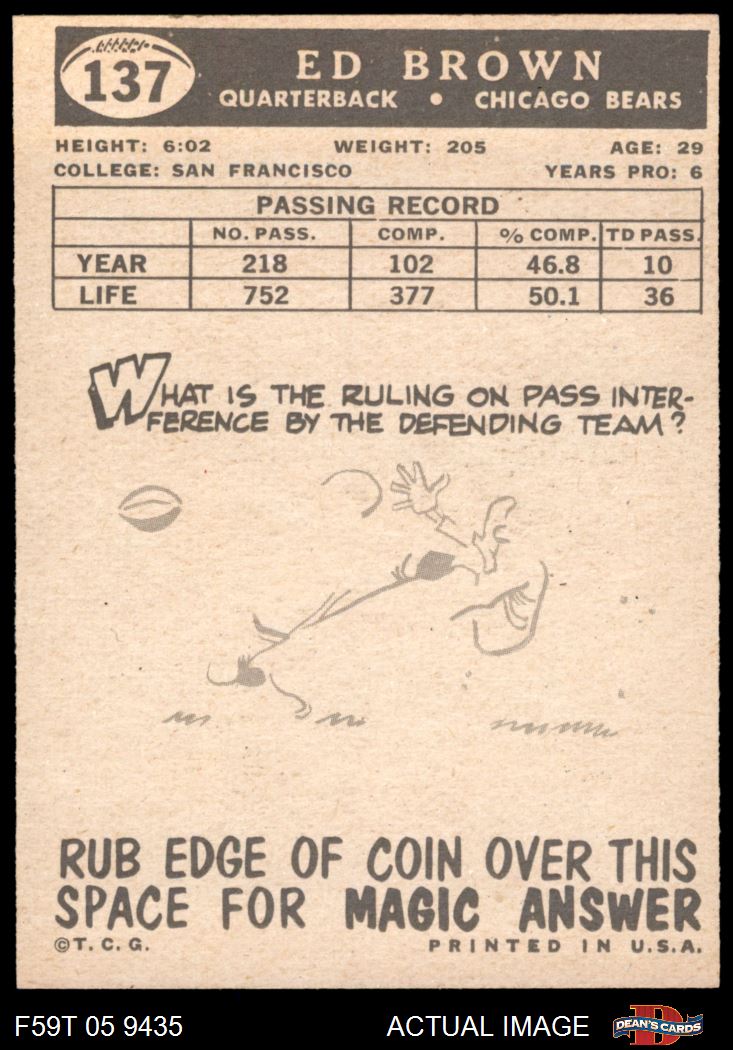 137
ED BROWN
QUARTERBACK • CHICAGO BEARS
HEIGHT: 6:02 WEIGHT: 205 AGE: 29
COLLEGE: SAN FRANCISCO YEARS PRO: 6
PASSING RECORD
NO. PASS. COMP. % COMP. TD PASS.
YEAR 218 102 46.8 10
LIFE 752 377 50.1 36
WHAT IS THE RULING ON PASS INTER-
FERENCE BY THE DEFENDING TEAM?
RUB EDGE OF COIN OVER THIS
SPACE FOR MAGIC ANSWER
©T. C. G. PRINTED IN U.S.A.
F59T 05 9435 ACTUAL IMAGE DEAN'S CARDS